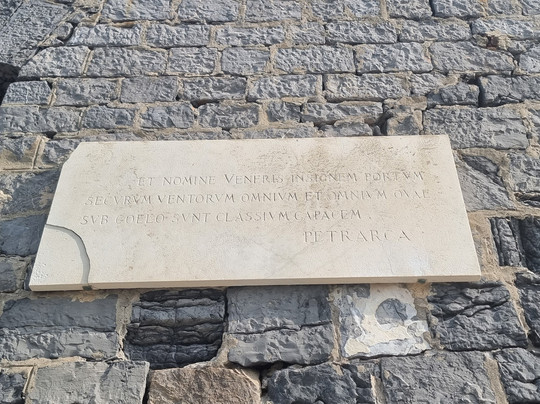 ET NOMINE VENERIS INSIGNEM PORTVM
SECVRVM VENTORVM OMNIVM ET OMNIVM QVAE
SVB COELO SVNT CLASSIVM CAPACEM
PETRARCA